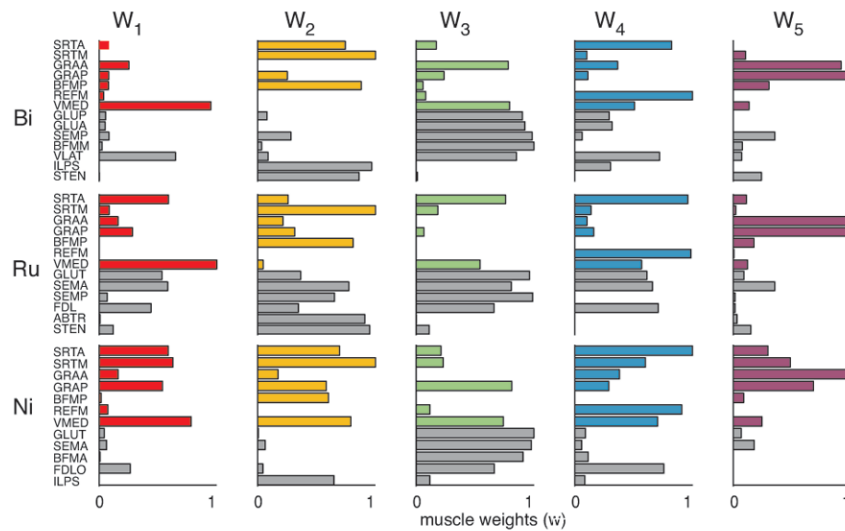 W1 W2 W3 W4 W5
Bi
SRTA
SRTM
GRAA
GRAP
BFMP
REFM
VMED
GLUP
GLUA
SEMP
BFMM
VLAT
ILPS
STEN
Ru
SRTA
SRTM
GRAA
GRAP
BFMP
REFM
VMED
GLUT
SEMA
SEMP
FDL
ABTR
STEN
Ni
SRTA
SRTM
GRAA
GRAP
BFMP
REFM
VMED
GLUT
SEMA
BFMA
FDLO
ILPS
0 1 0 1 0 1 0 1 0 1
muscle weights (w)